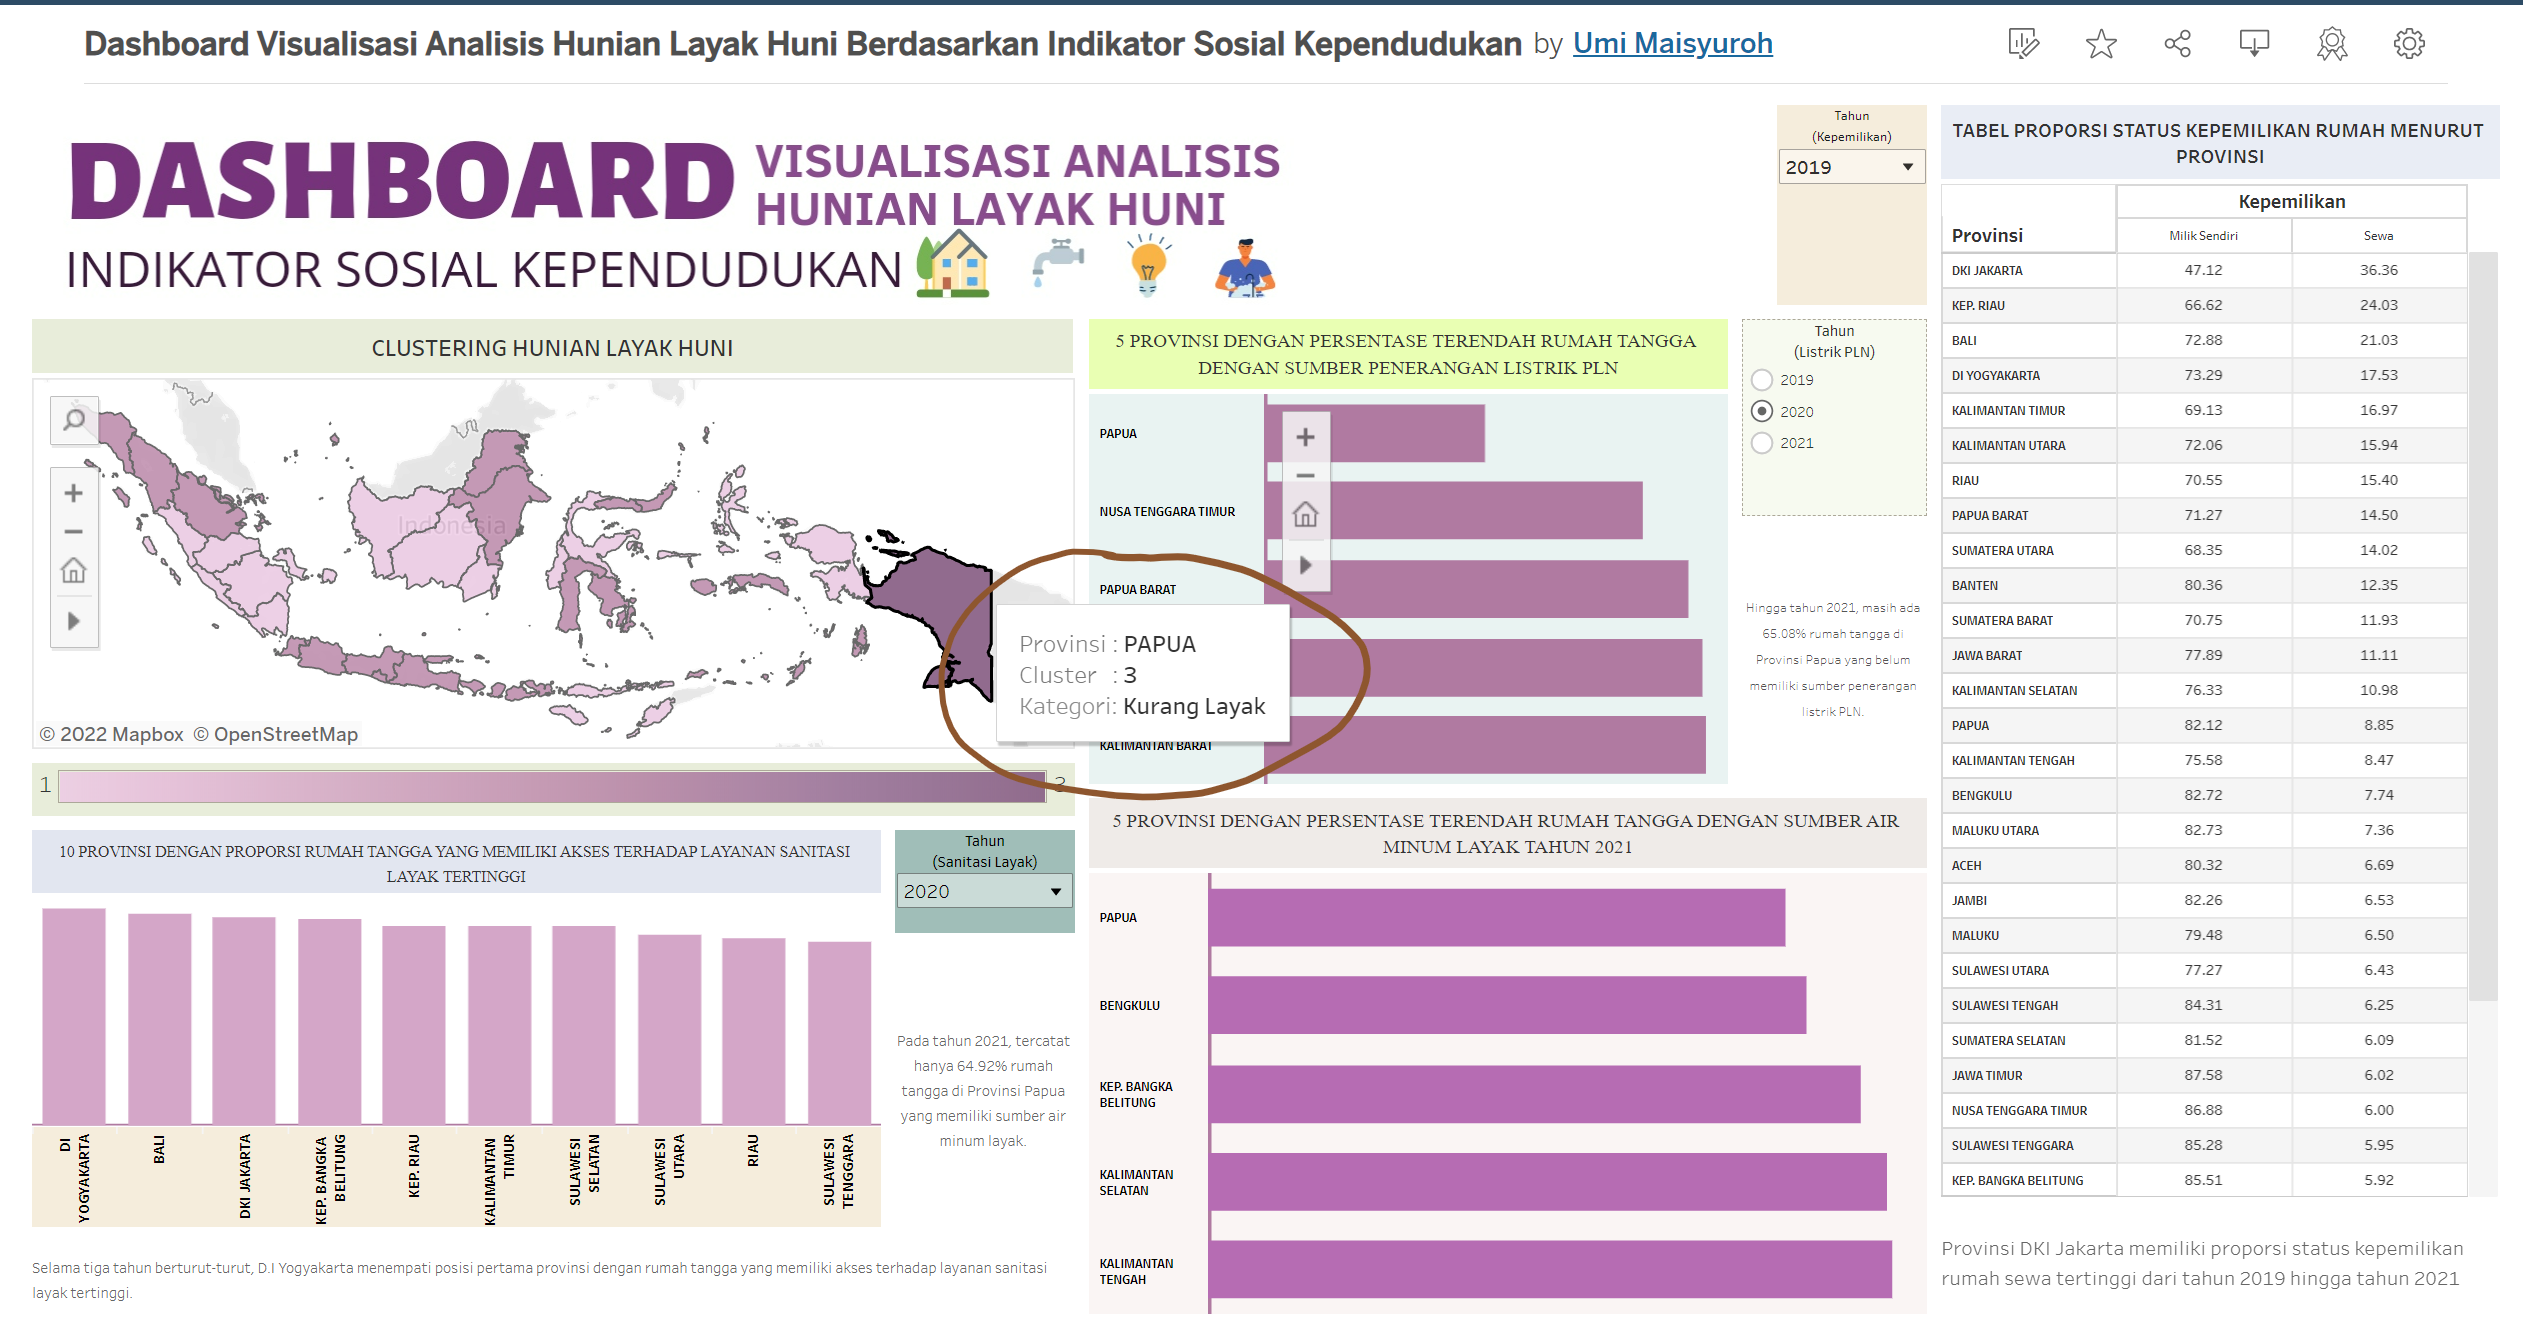 Dashboard Visualisasi Analisis Hunian Layak Huni Berdasarkan Indikator Sosial Kependudukan by Umi Maisyuroh
DASHBOARD
VISUALISASI ANALISIS
HUNIAN LAYAK HUNI
INDIKATOR SOSIAL KEPENDUDUKAN
Tahun
(Kepemilikan)
2019
CLUSTERING HUNIAN LAYAK HUNI
Indonesia
© 2022 Mapbox © OpenStreetMap
1
3
Provinsi : PAPUA
Cluster : 3
Kategori: Kurang Layak
5 PROVINSI DENGAN PERSENTASE TERENDAH RUMAH TANGGA
DENGAN SUMBER PENERANGAN LISTRIK PLN
PAPUA
NUSA TENGGARA TIMUR
PAPUA BARAT
KALIMANTAN BARAT
Tahun
(Listrik PLN)
2019
2020
2021
Hingga tahun 2021, masih ada
65.08% rumah tangga di
Provinsi Papua yang belum
memiliki sumber penerangan
listrik PLN.
10 PROVINSI DENGAN PROPORSI RUMAH TANGGA YANG MEMILIKI AKSES TERHADAP LAYANAN SANITASI
LAYAK TERTINGGI
DI
YOGYAKARTA
BALI
DKI JAKARTA
KEP. BANGKA
BELITUNG
KEP. RIAU
KALIMANTAN
TIMUR
SULAWESI
SELATAN
SULAWESI
UTARA
RIAU
SULAWESI
TENGGARA
Tahun
(Sanitasi Layak)
2020
Pada tahun 2021, tercatat
hanya 64.92% rumah
tangga di Provinsi Papua
yang memiliki sumber air
minum layak.
Selama tiga tahun berturut-turut, D.I Yogyakarta menempati posisi pertama provinsi dengan rumah tangga yang memiliki akses terhadap layanan sanitasi
layak tertinggi.
5 PROVINSI DENGAN PERSENTASE TERENDAH RUMAH TANGGA DENGAN SUMBER AIR
MINUM LAYAK TAHUN 2021
PAPUA
BENGKULU
KEP. BANGKA
BELITUNG
KALIMANTAN
SELATAN
KALIMANTAN
TENGAH
TABEL PROPORSI STATUS KEPEMILIKAN RUMAH MENURUT
PROVINSI
Kepemilikan
Provinsi Milik Sendiri Sewa
DKI JAKARTA 47.12 36.36
KEP. RIAU 66.62 24.03
BALI 72.88 21.03
DI YOGYAKARTA 73.29 17.53
KALIMANTAN TIMUR 69.13 16.97
KALIMANTAN UTARA 72.06 15.94
RIAU 70.55 15.40
PAPUA BARAT 71.27 14.50
SUMATERA UTARA 68.35 14.02
BANTEN 80.36 12.35
SUMATERA BARAT 70.75 11.93
JAWA BARAT 77.89 11.11
KALIMANTAN SELATAN 76.33 10.98
PAPUA 82.12 8.85
KALIMANTAN TENGAH 75.58 8.47
BENGKULU 82.72 7.74
MALUKU UTARA 82.73 7.36
ACEH 80.32 6.69
JAMBI 82.26 6.53
MALUKU 79.48 6.50
SULAWESI UTARA 77.27 6.43
SULAWESI TENGAH 84.31 6.25
SUMATERA SELATAN 81.52 6.09
JAWA TIMUR 87.58 6.02
NUSA TENGGARA TIMUR 86.88 6.00
SULAWESI TENGGARA 85.28 5.95
KEP. BANGKA BELITUNG 85.51 5.92
Provinsi DKI Jakarta memiliki proporsi status kepemilikan
rumah sewa tertinggi dari tahun 2019 hingga tahun 2021